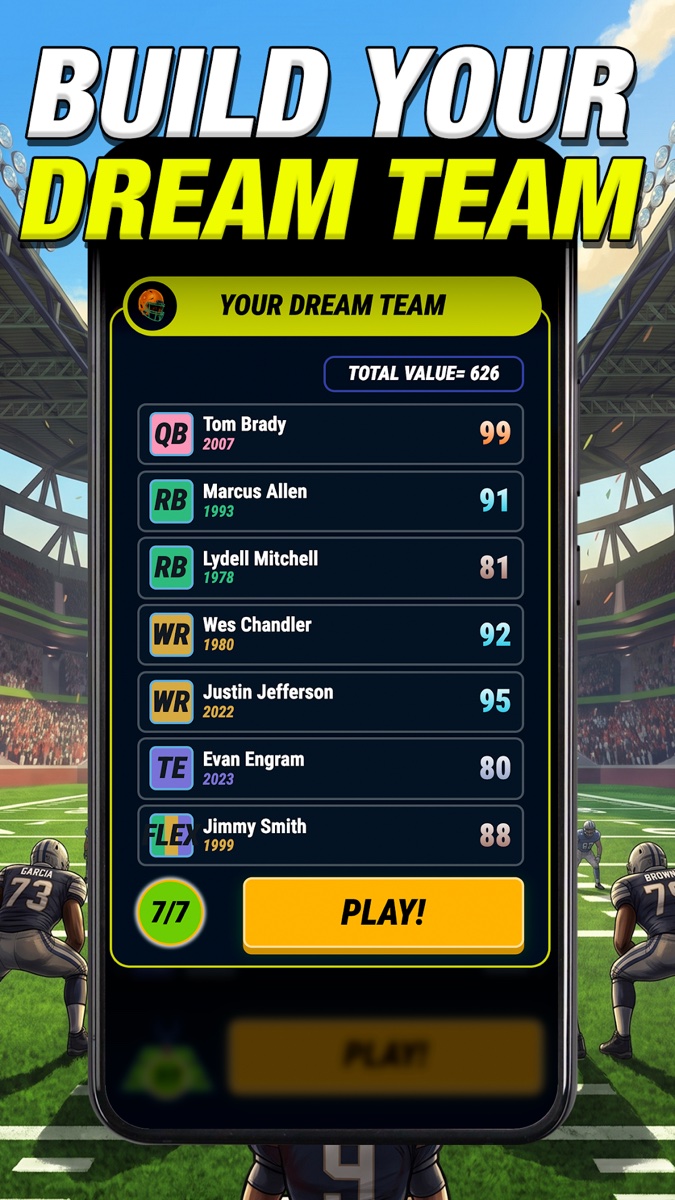 BUILD YOUR
DREAM TEAM
YOUR DREAM TEAM
TOTAL VALUE= 626
QB
Tom Brady
2007
99
RB
Marcus Allen
1993
91
RB
Lydell Mitchell
1978
81
WR
Wes Chandler
1980
92
WR
Justin Jefferson
2022
95
TE
Evan Engram
2023
80
FLEX
Jimmy Smith
1999
88
7/7
PLAY!
GARCIA
73
BROWN
PLAY!
9